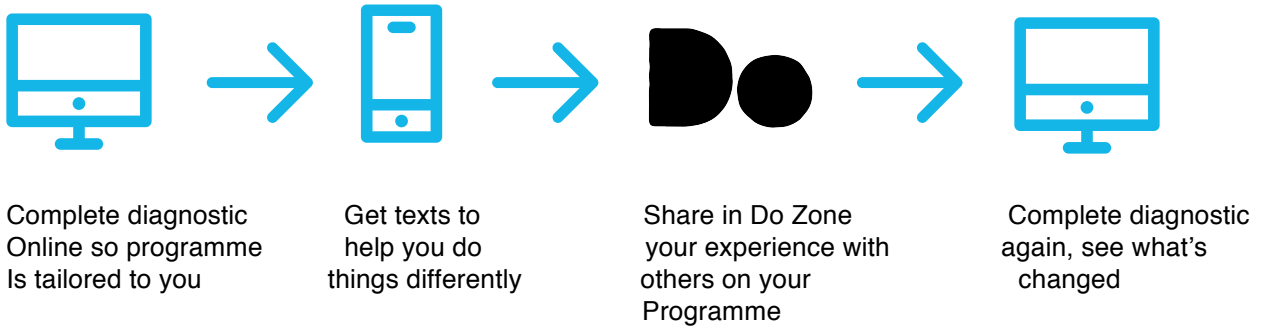 Do
Complete diagnostic
Online so programme
Is tailored to you
Get texts to
help you do
things differently
Share in Do Zone
your experience with
others on your
Programme
Complete diagnostic
again, see what's
changed